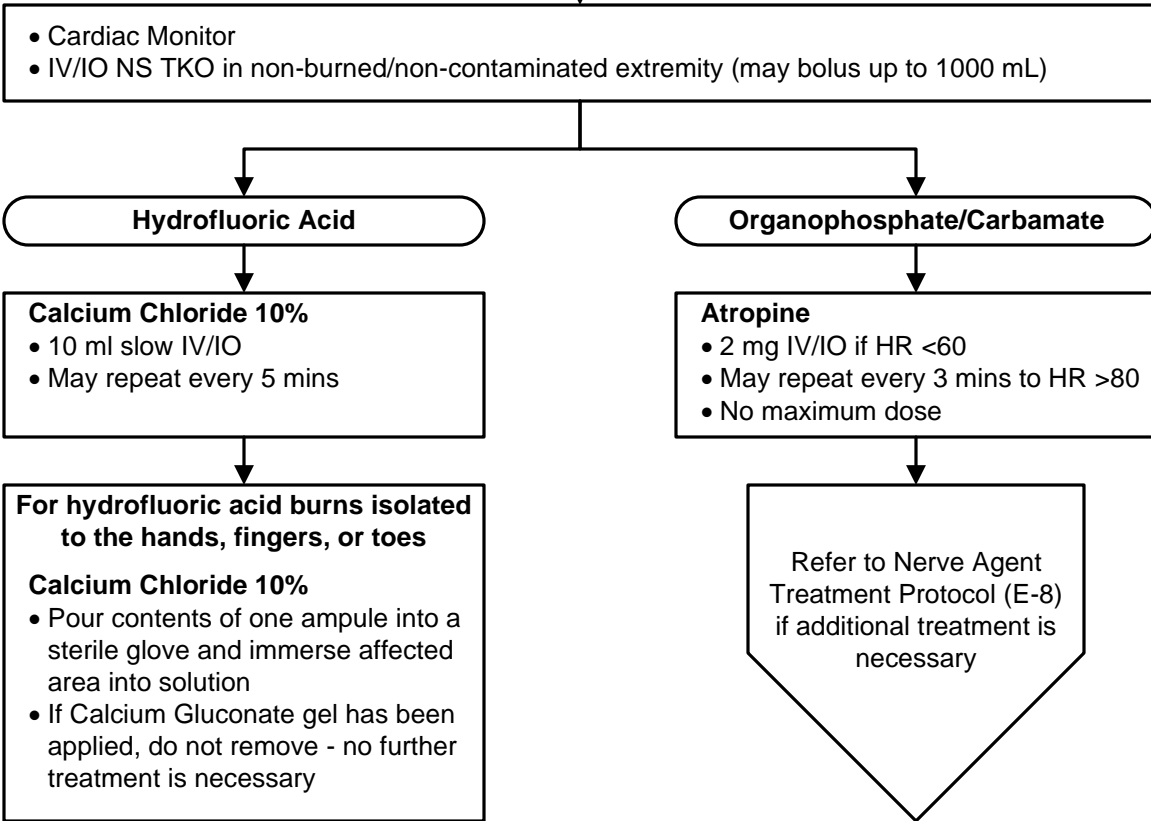 • Cardiac Monitor
• IV/IO NS TKO in non-burned/non-contaminated extremity (may bolus up to 1000 mL)
Hydrofluoric Acid
Calcium Chloride 10%
• 10 ml slow IV/IO
• May repeat every 5 mins
For hydrofluoric acid burns isolated
to the hands, fingers, or toes
Calcium Chloride 10%
• Pour contents of one ampule into a
sterile glove and immerse affected
area into solution
• If Calcium Gluconate gel has been
applied, do not remove - no further
treatment is necessary
Organophosphate/Carbamate
Atropine
• 2 mg IV/IO if HR <60
• May repeat every 3 mins to HR >80
• No maximum dose
Refer to Nerve Agent
Treatment Protocol (E-8)
if additional treatment is
necessary